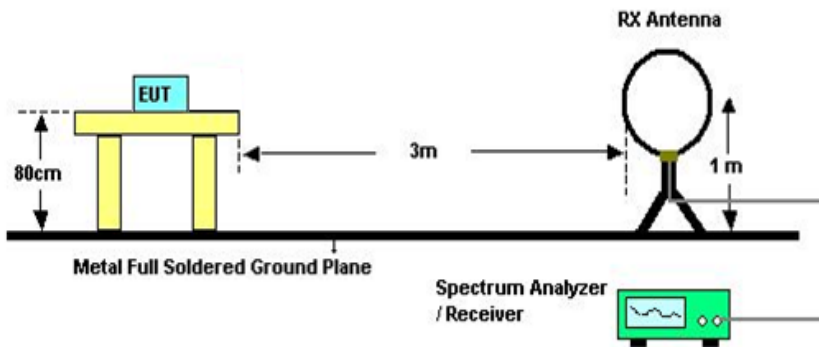 RX Antenna
EUT
3m
80cm
1 m
Metal Full Soldered Ground Plane
Spectrum Analyzer
/ Receiver